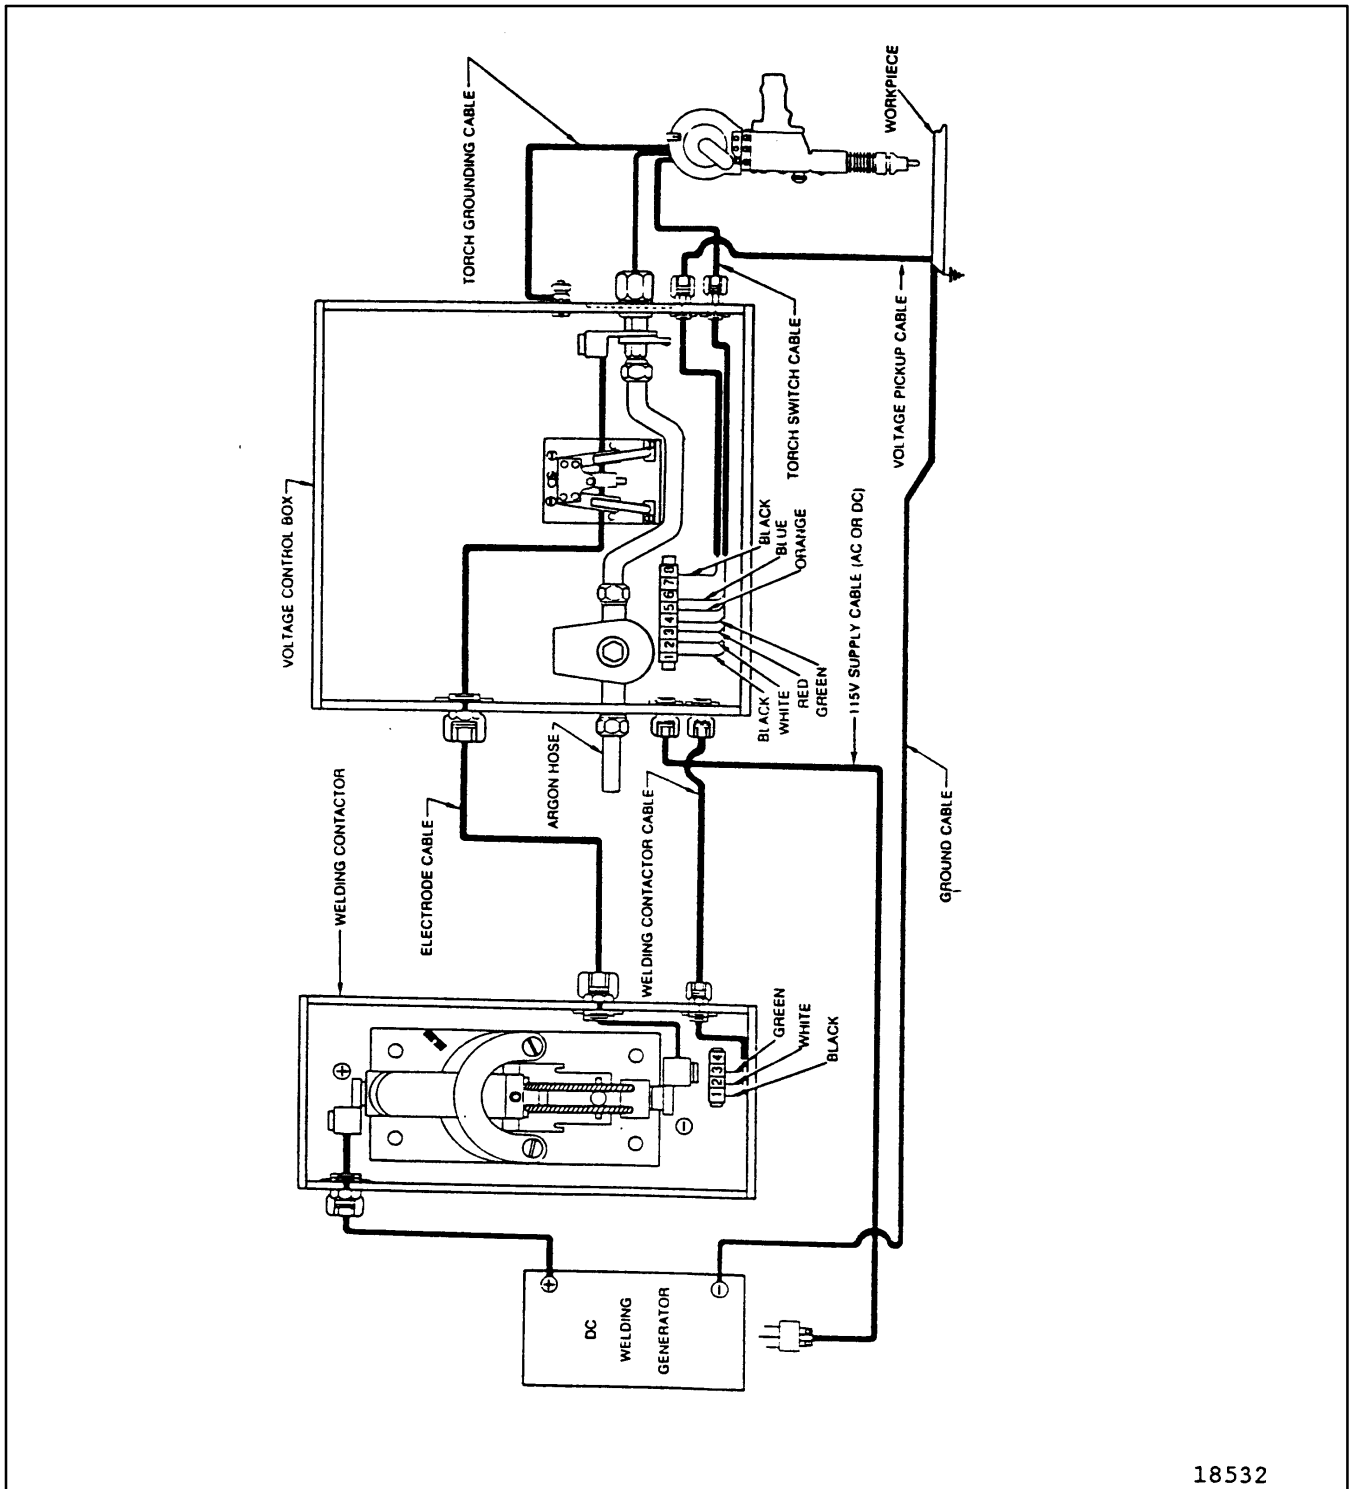 TORCH GROUNDING CABLE
WORKPIECE
VOLTAGE CONTROL BOX
TORCH SWITCH CABLE
VOLTAGE PICKUP CABLE
1 2 3 4 5 6 7 8
BLACK
BLUE
ORANGE
BLACK
WHITE
RED
GREEN
115V SUPPLY CABLE (AC OR DC)
GROUND CABLE
WELDING CONTACTOR
ELECTRODE CABLE
ARGON HOSE
WELDING CONTACTOR CABLE
+
−
1 2 3 4
GREEN
WHITE
BLACK
+
−
DC
WELDING
GENERATOR
18532